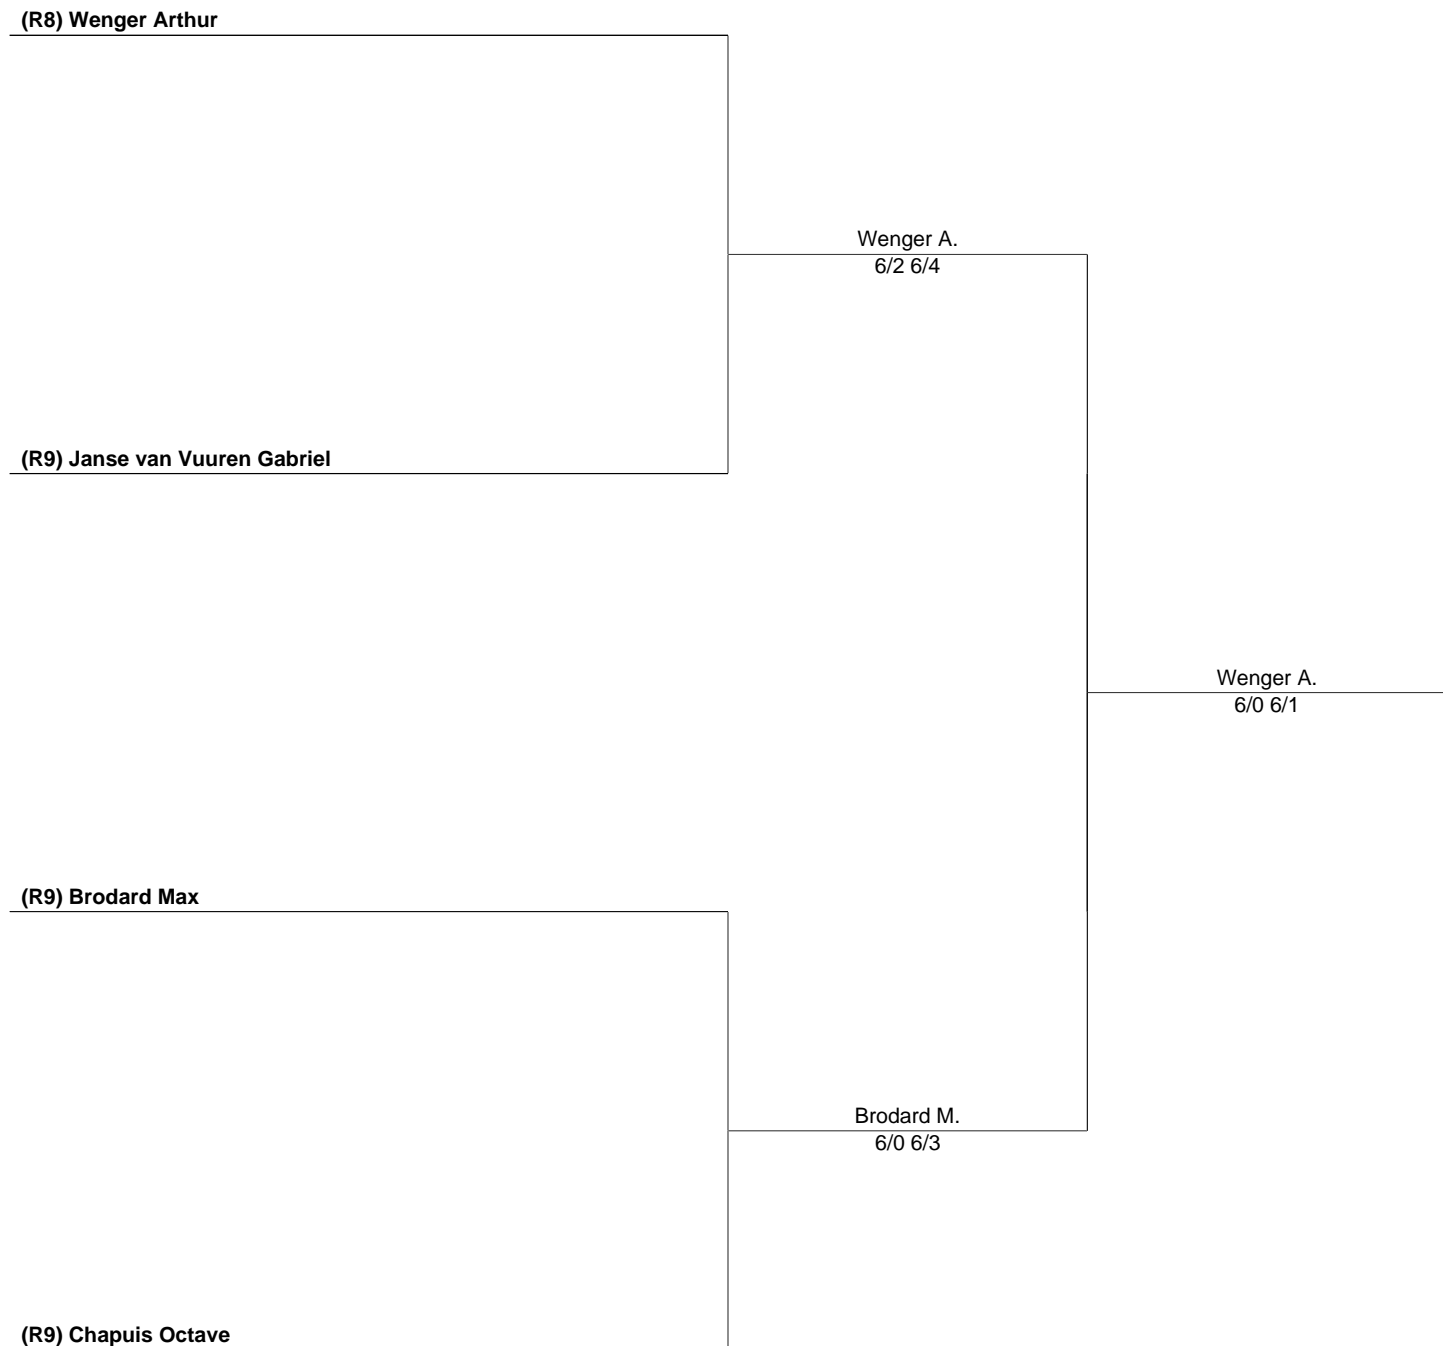 (R8) Wenger Arthur
Wenger A.
6/2 6/4
(R9) Janse van Vuuren Gabriel
Wenger A.
6/0 6/1
(R9) Brodard Max
Brodard M.
6/0 6/3
(R9) Chapuis Octave